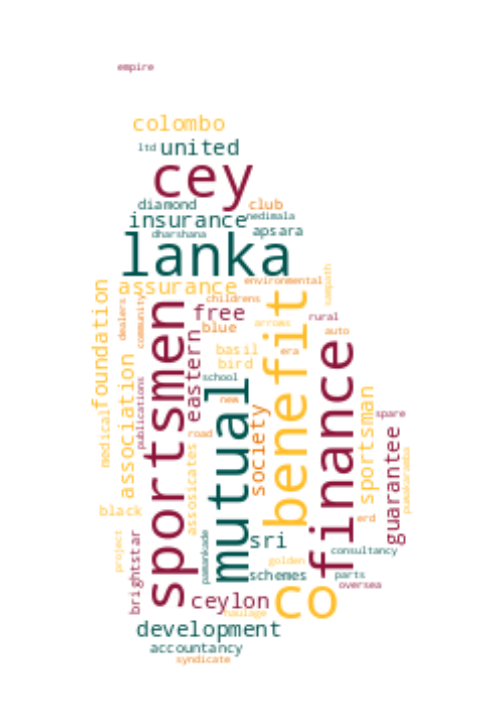 empire
colombo
ltd united
cey
diamond club
insurance nedimala
dharshana apsara
lanka
assurance environmental
sampath
foundation
dealers
community
childrens
sportsmen
free
rural
blue
arrows
auto
eastern
benefit
finance
basil
era
bird
association
school
publications
mutual
medical
new
society
sportsman
spare
road
guarantee
associates
black
erd
project
brightstar
pamankade
sri
consultancy
golden
schemes
parts
oversea
ceylon
co
haulage
development
accountancy
syndicate